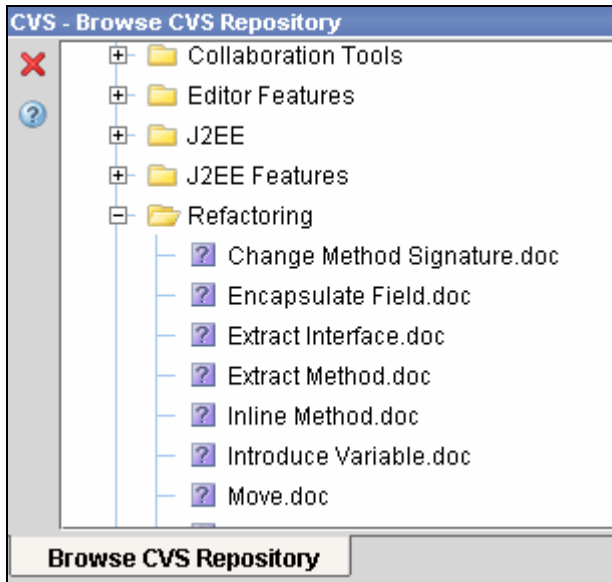 CVS - Browse CVS Repository
Collaboration Tools
Editor Features
J2EE
J2EE Features
Refactoring
Change Method Signature.doc
Encapsulate Field.doc
Extract Interface.doc
Extract Method.doc
Inline Method.doc
Introduce Variable.doc
Move.doc
Browse CVS Repository